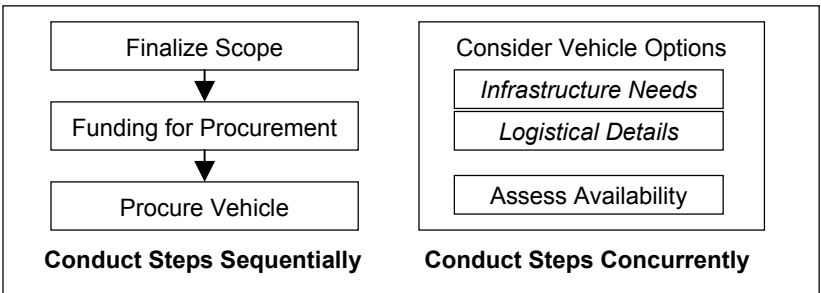 Finalize Scope
Funding for Procurement
Procure Vehicle
Conduct Steps Sequentially
Consider Vehicle Options
Infrastructure Needs
Logistical Details
Assess Availability
Conduct Steps Concurrently